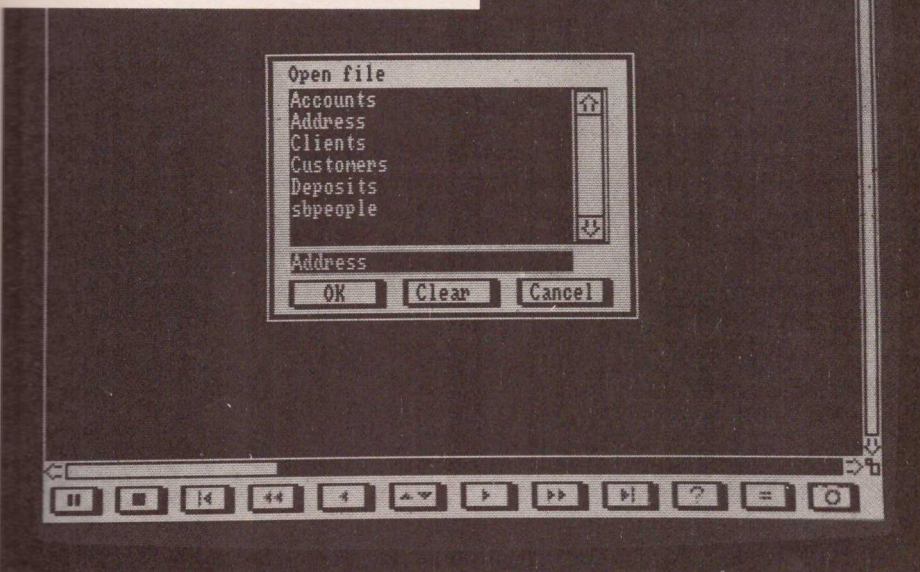 Open file
Accounts
Address
Clients
Customers
Deposits
sbpeople
Address
OK Clear Cancel
? =